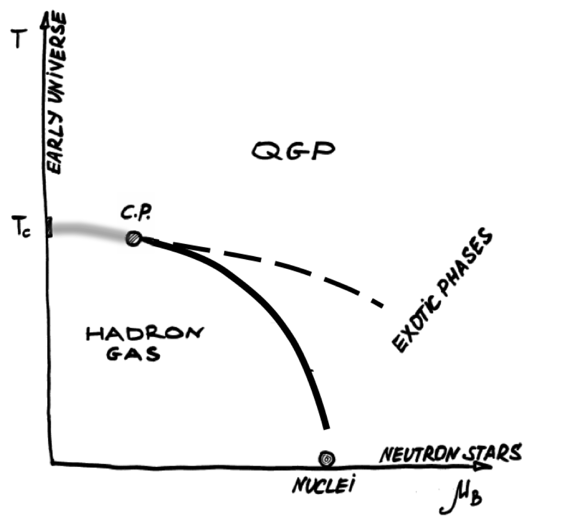 T
EARLY UNIVERSE
QGP
C.P.
Tc
EXOTIC PHASES
HADRON
GAS
NEUTRON STARS
NUCLEi
μB